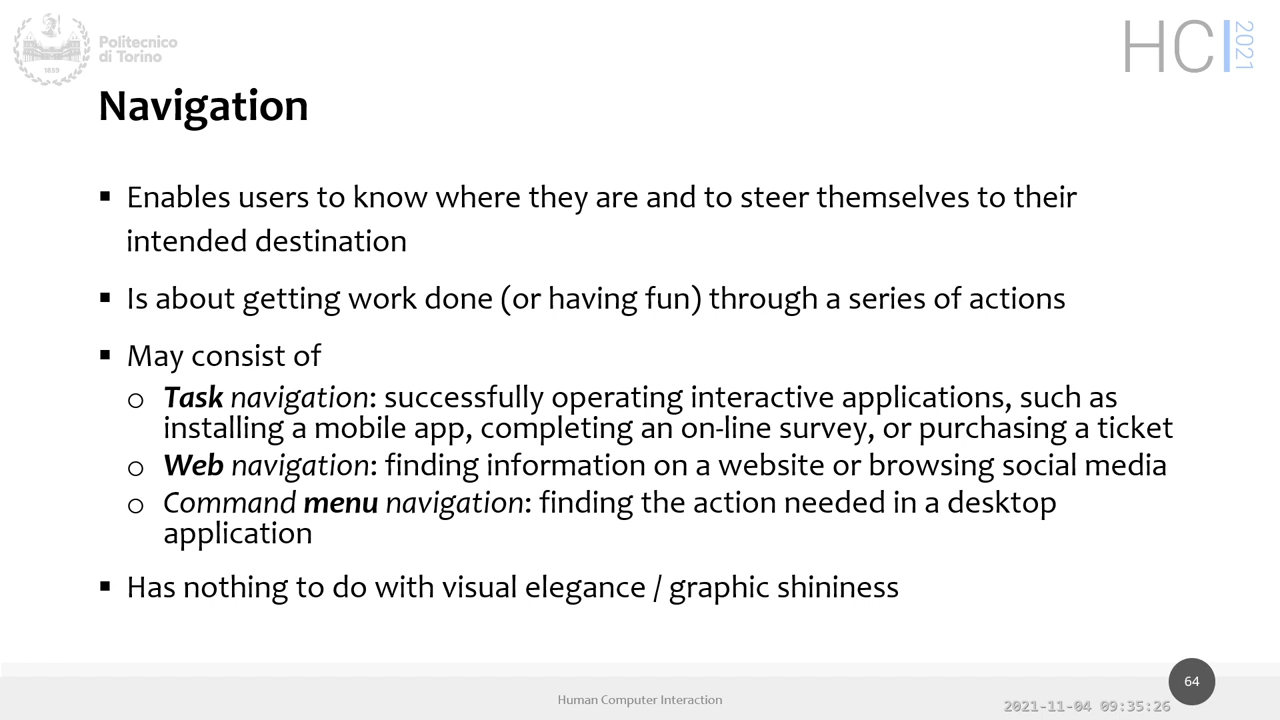 Politecnico
di Torino
1859
HCI
2021
Navigation
▪ Enables users to know where they are and to steer themselves to their
intended destination
▪ Is about getting work done (or having fun) through a series of actions
▪ May consist of
o Task navigation: successfully operating interactive applications, such as
installing a mobile app, completing an on-line survey, or purchasing a ticket
o Web navigation: finding information on a website or browsing social media
o Command menu navigation: finding the action needed in a desktop
application
▪ Has nothing to do with visual elegance / graphic shininess
64
Human Computer Interaction
2021-11-04 09:35:26